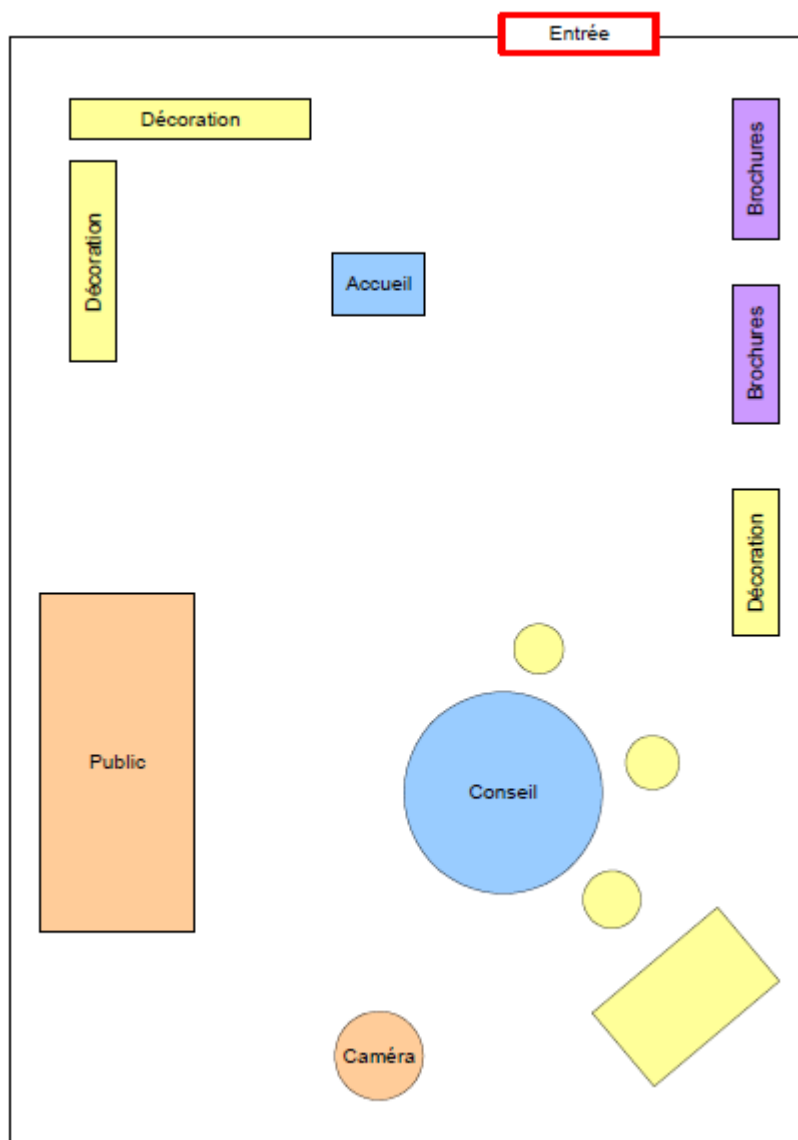 Entrée
Décoration
Brochures
Décoration
Accueil
Brochures
Décoration
Public
Conseil
Caméra